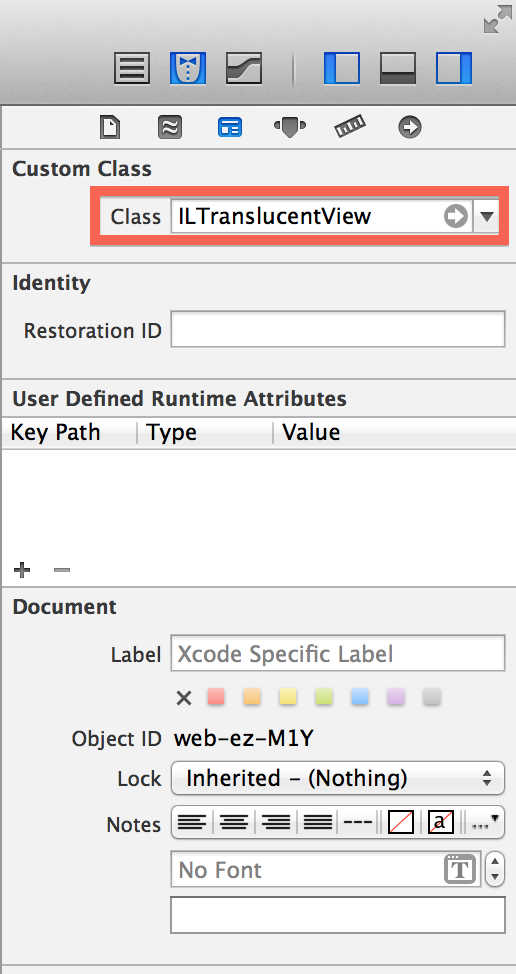 Custom Class
Class ILTranslucentView
Identity
Restoration ID
User Defined Runtime Attributes
Key Path Type Value
Document
Label Xcode Specific Label
Object ID web-ez-M1Y
Lock Inherited - (Nothing)
Notes --- a ...
No Font T